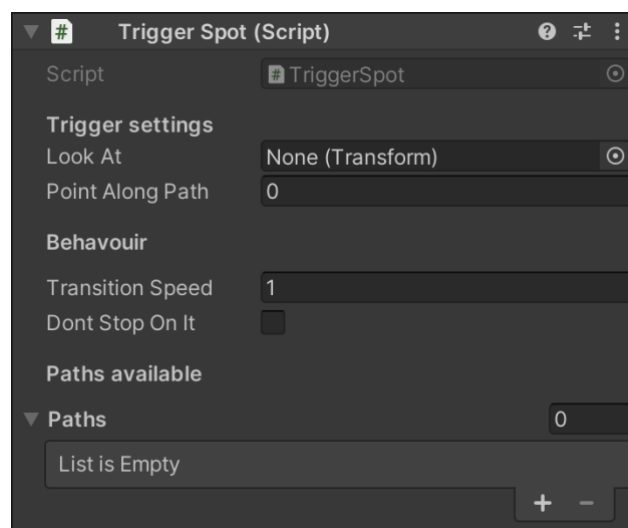 # Trigger Spot (Script)
Script # TriggerSpot
Trigger settings
Look At None (Transform)
Point Along Path 0
Behavouir
Transition Speed 1
Dont Stop On It
Paths available
Paths 0
List is Empty
+ −